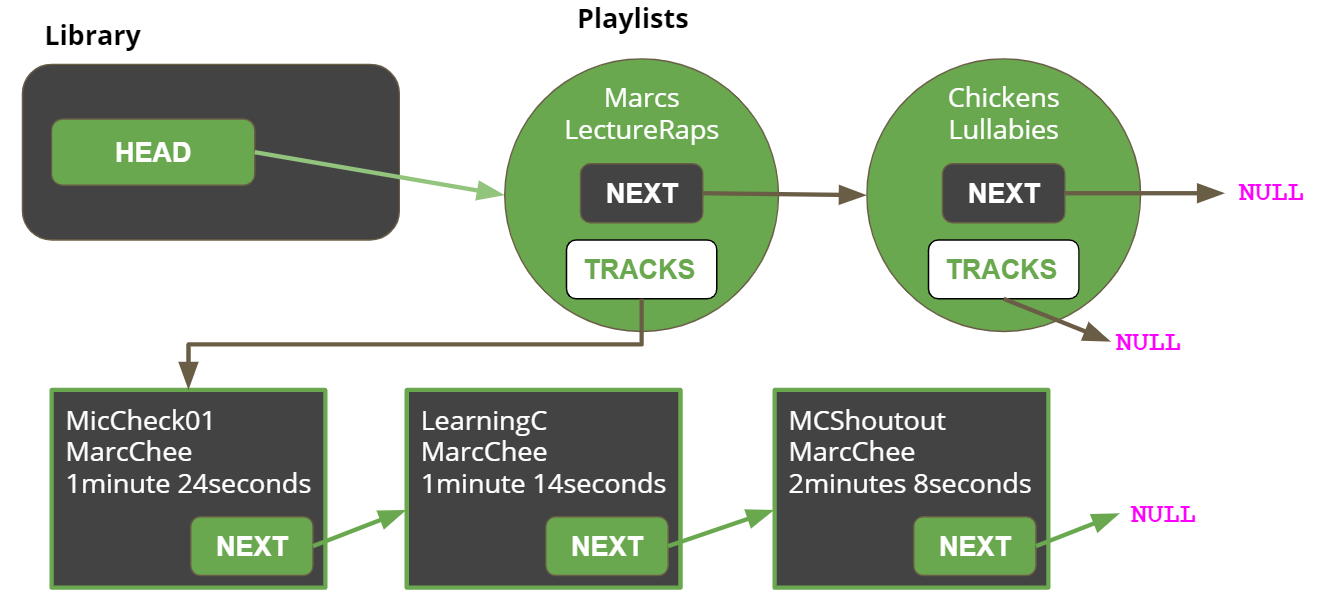 Library
Playlists
HEAD
Marcs
LectureRaps
NEXT
TRACKS
Chickens
Lullabies
NEXT
TRACKS
NULL
NULL
MicCheck01
MarcChee
1minute 24seconds
NEXT
LearningC
MarcChee
1minute 14seconds
NEXT
MCShoutout
MarcChee
2minutes 8seconds
NEXT
NULL